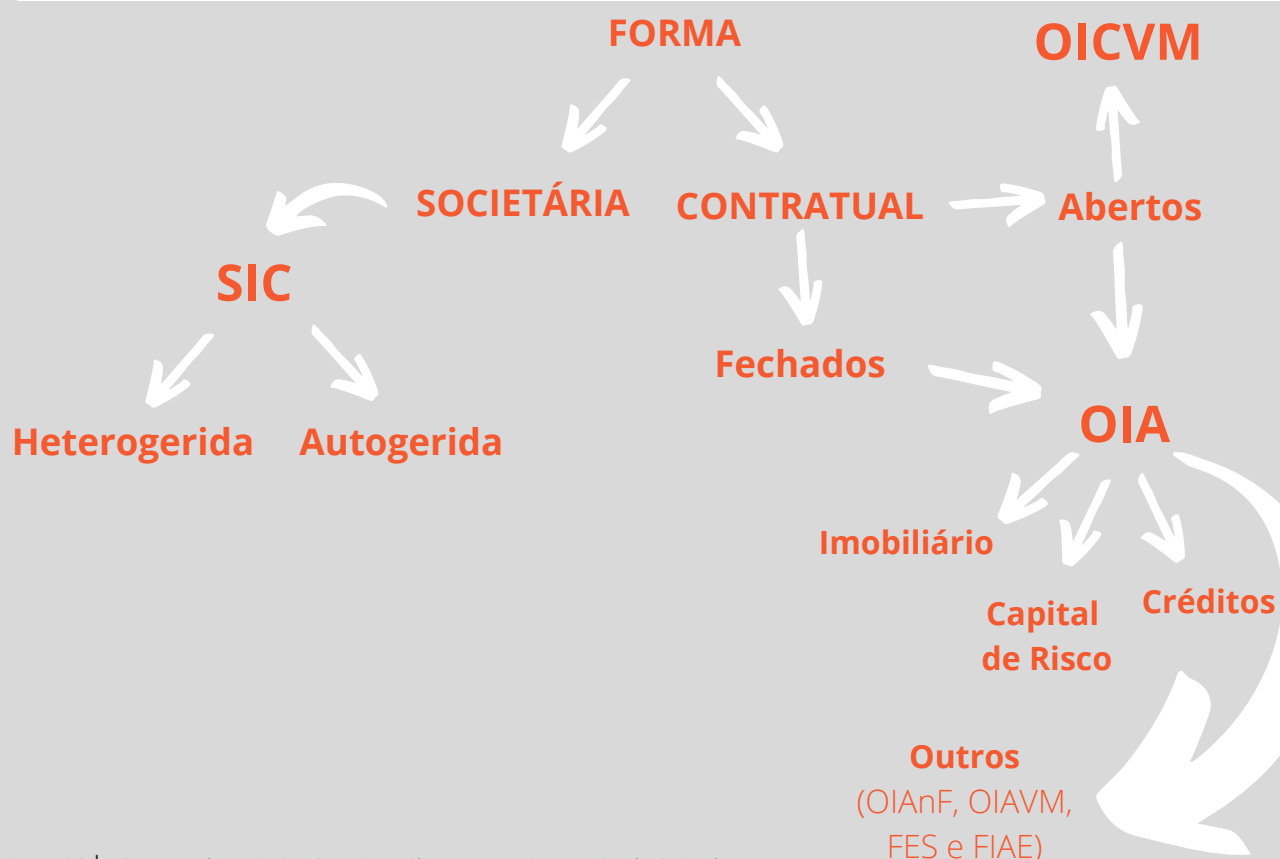 FORMA
OICVM
SOCIETÁRIA
CONTRATUAL
Abertos
SIC
Fechados
Heterogerida
Autogerida
OIA
Imobiliário
Capital
de Risco
Créditos
Outros
(OIAnF, OIAVM,
FES e FIAE)